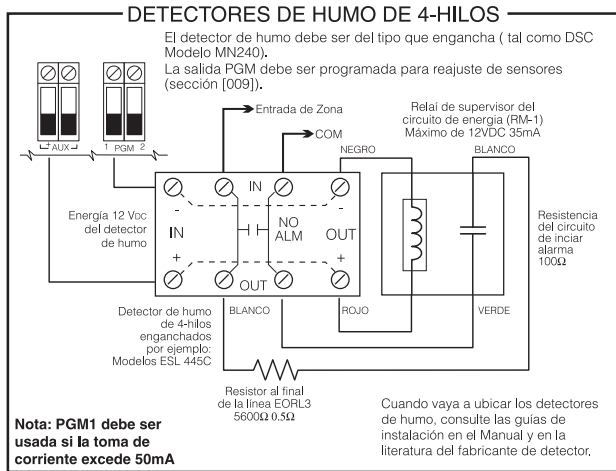 DETECTORES DE HUMO DE 4-HILOS
El detector de humo debe ser del tipo que engancha ( tal como DSC
Modelo MN240).
La salida PGM debe ser programada para reajuste de sensores
(sección [009]).
Entrada de Zona
COM
Relaí de supervisor del
circuito de energía (RM-1)
Máximo de 12VDC 35mA
+ AUX -
1 PGM 2
NEGRO
BLANCO
Energía 12 VDC
del detector
de humo
- IN -
IN NO OUT
ALM
+ OUT +
Resistencia
del circuito
de inciar
alarma
100Ω
Detector de humo
de 4-hilos
enganchados
por ejemplo:
Modelos ESL 445C
BLANCO
ROJO
VERDE
Resistor al final
de la línea EORL3
5600Ω 0.5Ω
Nota: PGM1 debe ser
usada si la toma de
corriente excede 50mA
Cuando vaya a ubicar los detectores
de humo, consulte las guías de
instalación en el Manual y en la
literatura del fabricante de detector.